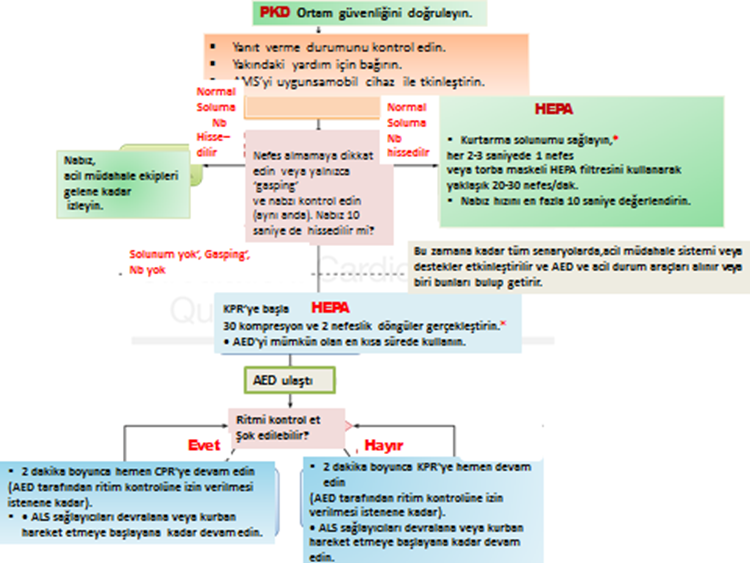 PKD Ortam güvenliğini doğrulayın.
▪ Yanıt verme durumunu kontrol edin.
▪ Yakındaki yardım için bağırın.
AMS'yi uygunsamobil cihaz ile tkinleştirin.
Normal
Soluma
Nb
Hisse–
dilir
Normal
Soluma
Nb
hissedilr
HEPA
▪ Kurtarma solunumu sağlayın,*
her 2-3 saniyede 1 nefes
veya torba maskeli HEPA filtresini kullanarak
yaklaşık 20-30 nefes/dak.
▪ Nabız hızını en fazla 10 saniye değerlendirin.
Nabız,
acil müdahale ekipleri
gelene kadar
izleyin.
Nefes almamaya dikkat
edin veya yalnızca
'gasping'
ve nabzı kontrol edin
(aynı anda). Nabız 10
saniye de hissedilir mi?
Solunum yok', Gasping',
Nb yok
Bu zamana kadar tüm senaryolarda,acil müdahale sistemi veya
destekler etkinleştirilir ve AED ve acil durum araçları alınır veya
biri bunları bulup getirir.
Cardio
Qu
KPR'ye başla HEPA
30 kompresyon ve 2 nefeslik döngüler gerçekleştirin.*
• AED'yi mümkün olan en kısa sürede kullanın.
AED ulaştı
Ritmi kontrol et
Şok edilebilir?
Evet
Hayır
▪ 2 dakika boyunca hemen CPR'ye devam edin
(AED tarafından ritim kontrolüne izin verilmesi
istenene kadar).
▪ • ALS sağlayıcıları devralana veya kurban
hareket etmeye başlayana kadar devam edin.
▪ 2 dakika boyunca KPR'ye hemen devam
edin
(AED tarafından ritim kontrolüne izin
verilmesi istenene kadar).
• ALS sağlayıcıları devralana veya kurban
hareket etmeye başlayana kadar devam
edin.